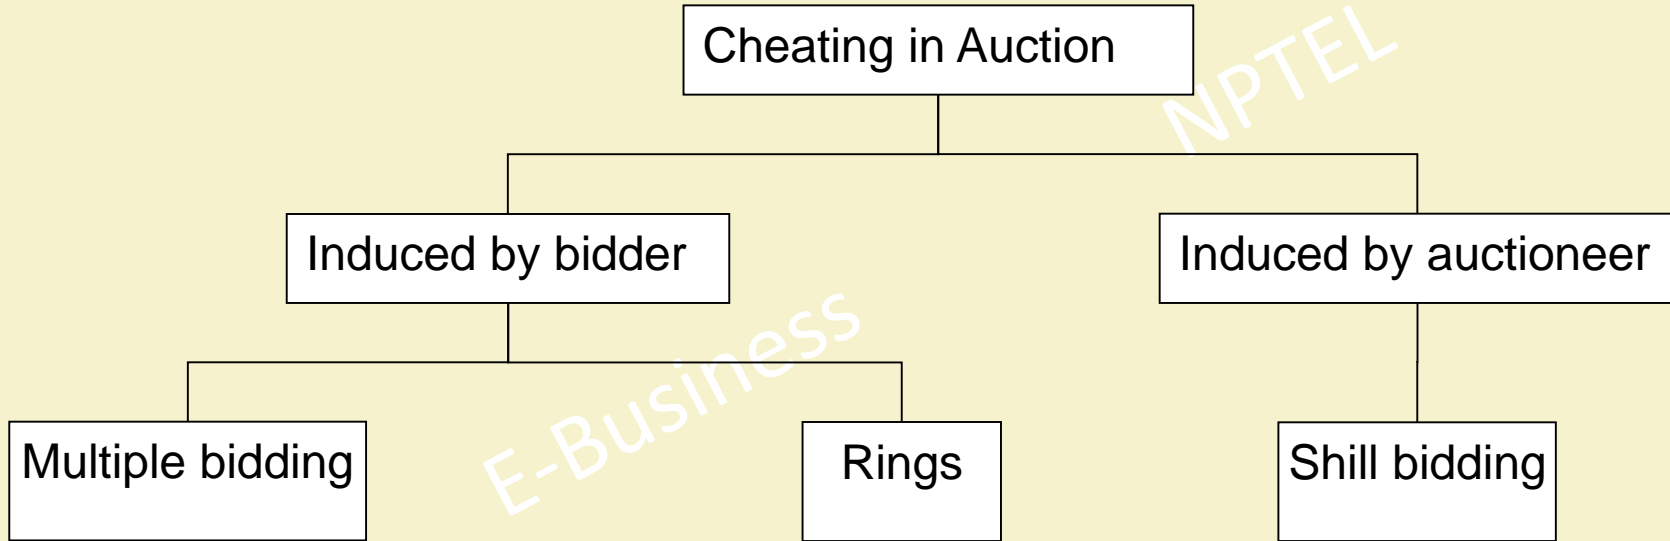 Cheating in Auction
NPTEL
Induced by bidder
Induced by auctioneer
E-Business
Multiple bidding
Rings
Shill bidding